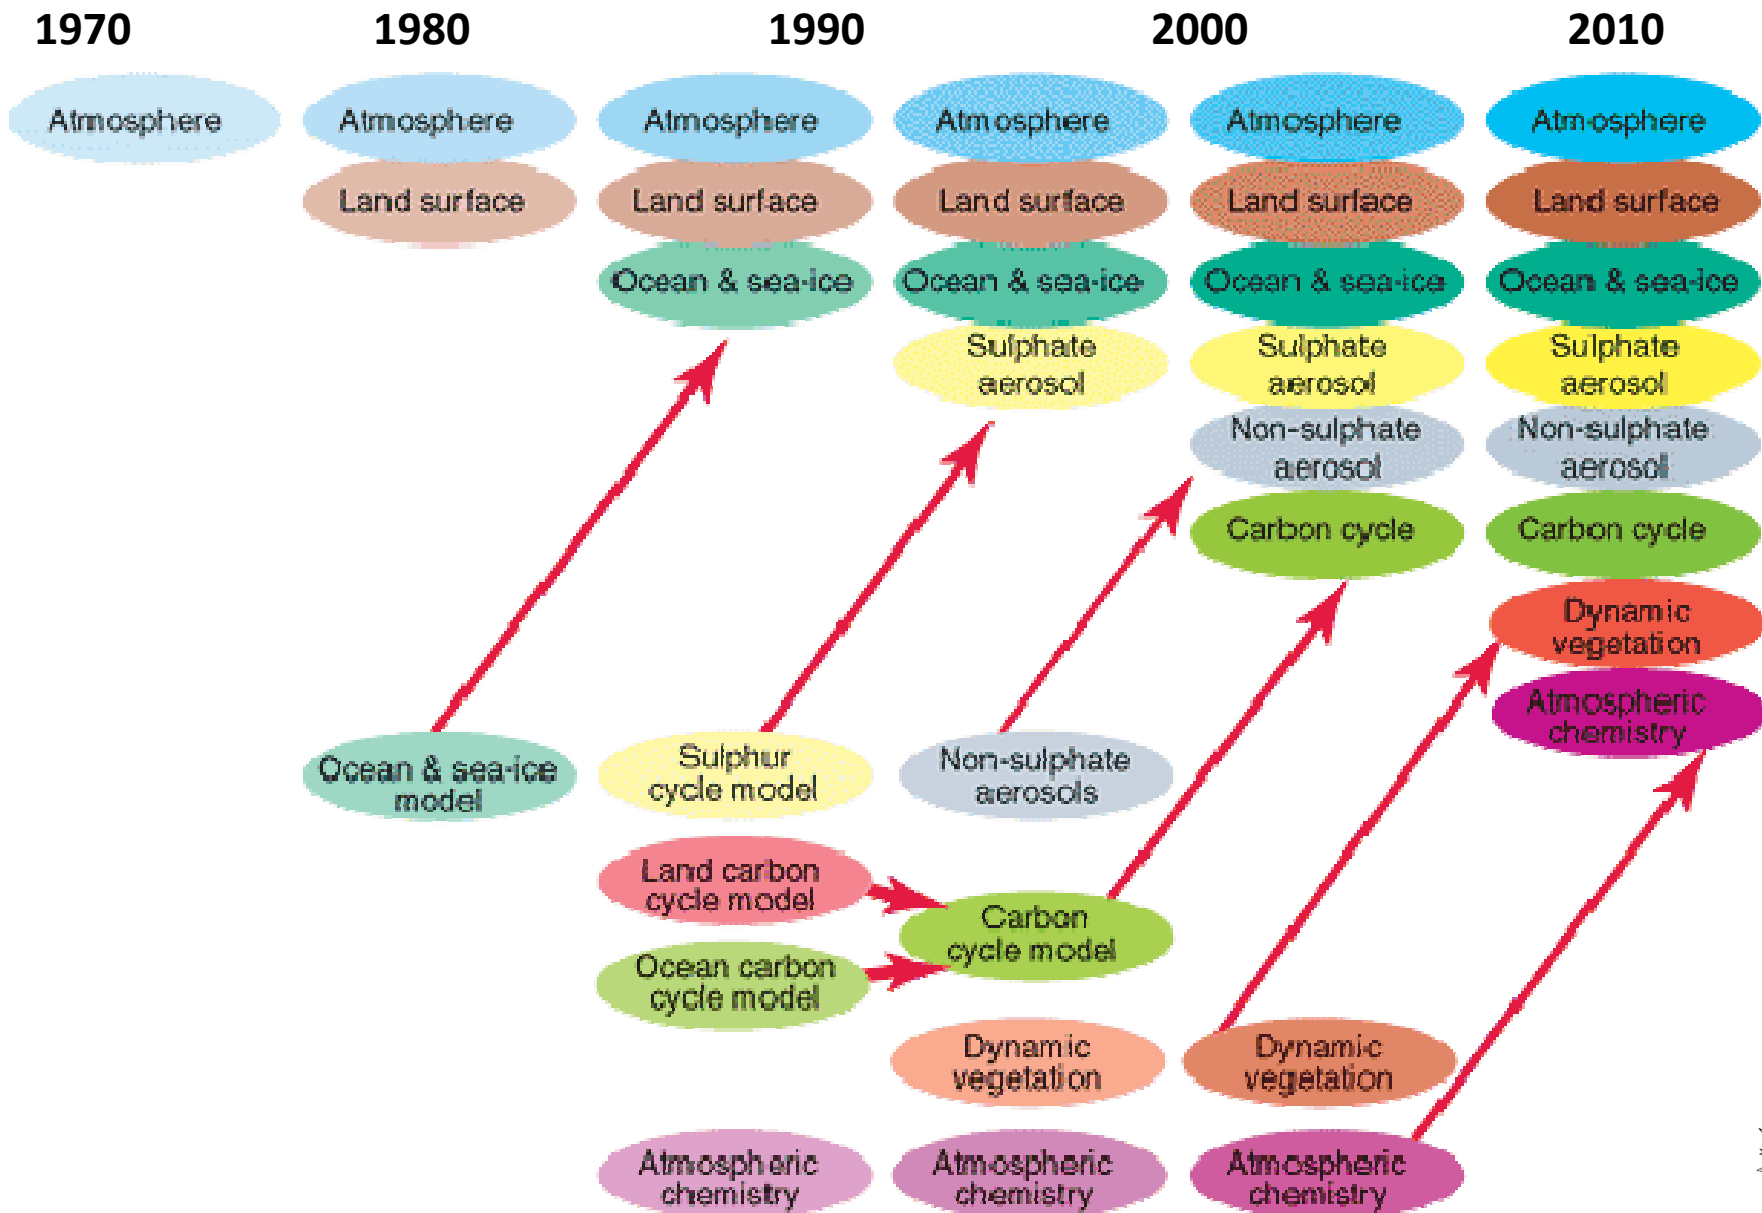 1970 1980 1990 2000 2010
Atmosphere Atmosphere Atmosphere Atmosphere Atmosphere Atmosphere
Land surface Land surface Land surface Land surface Land surface
Ocean & sea-ice Ocean & sea-ice Ocean & sea-ice Ocean & sea-ice
Sulphate Sulphate Sulphate
aerosol aerosol aerosol
Non-sulphate Non-sulphate
aerosol aerosol
Carbon cycle Carbon cycle
Dynamic
vegetation
Atmospheric
chemistry
Ocean & sea-ice
model
Sulphur
cycle model
Non-sulphate
aerosols
Land carbon
cycle model
Carbon
cycle model
Ocean carbon
cycle model
Dynamic
vegetation
Dynamic
vegetation
Atmospheric
chemistry
Atmospheric
chemistry
Atmospheric
chemistry